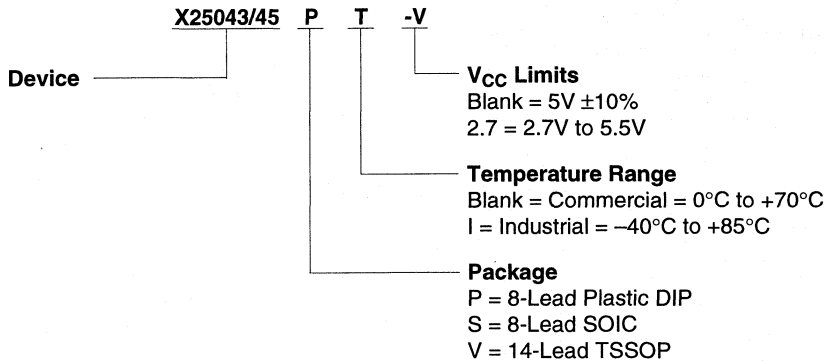 X25043/45 P T -V
Device
VCC Limits
Blank = 5V ±10%
2.7 = 2.7V to 5.5V
Temperature Range
Blank = Commercial = 0°C to +70°C
I = Industrial = –40°C to +85°C
Package
P = 8-Lead Plastic DIP
S = 8-Lead SOIC
V = 14-Lead TSSOP